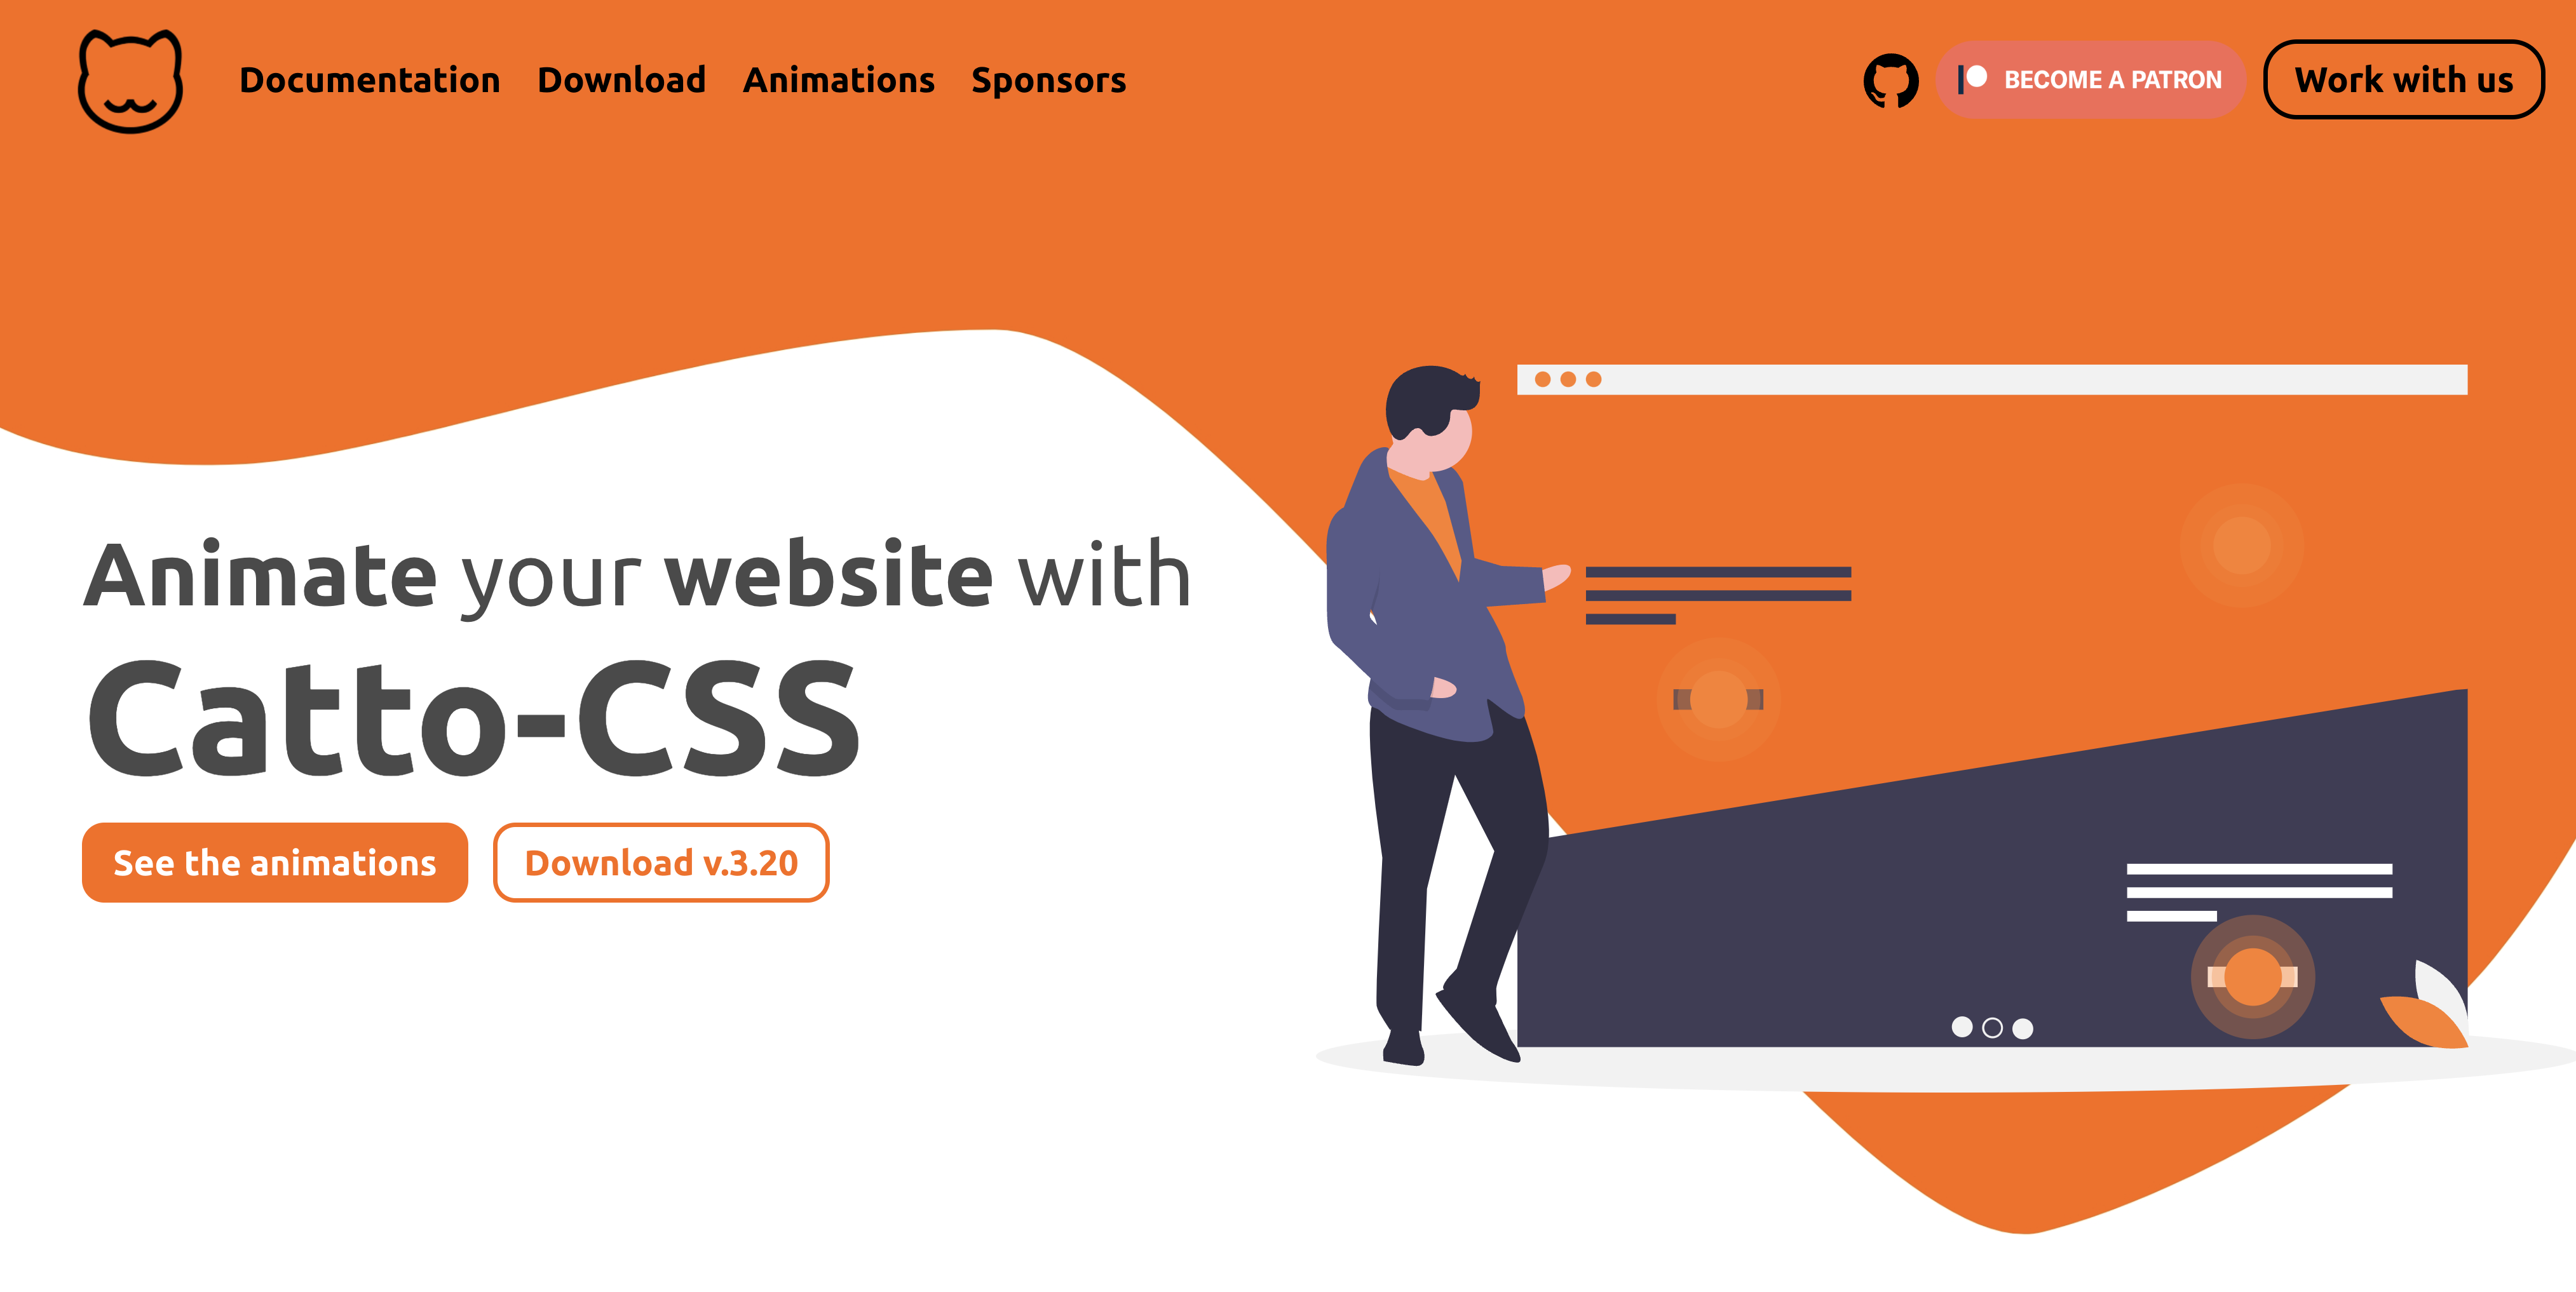 Documentation Download Animations Sponsors BECOME A PATRON Work with us
Animate your website with
Catto-CSS
See the animations Download v.3.20